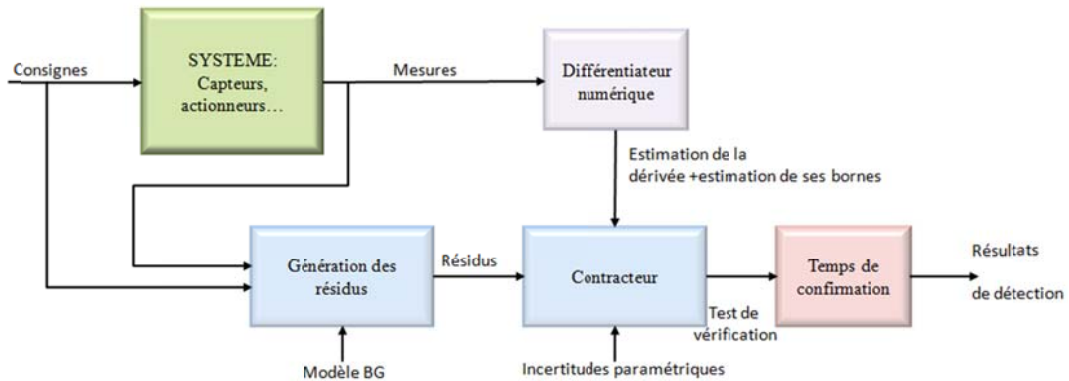 Consignes
SYSTEME:
Capteurs,
actionneurs...
Mesures
Différentiateur
numérique
Estimation de la
dérivée +estimation de ses bornes
Génération des
résidus
Résidus
Contracteur
Test de
vérification
Temps de
confirmation
Résultats
de détection
Modèle BG
Incertitudes paramétriques